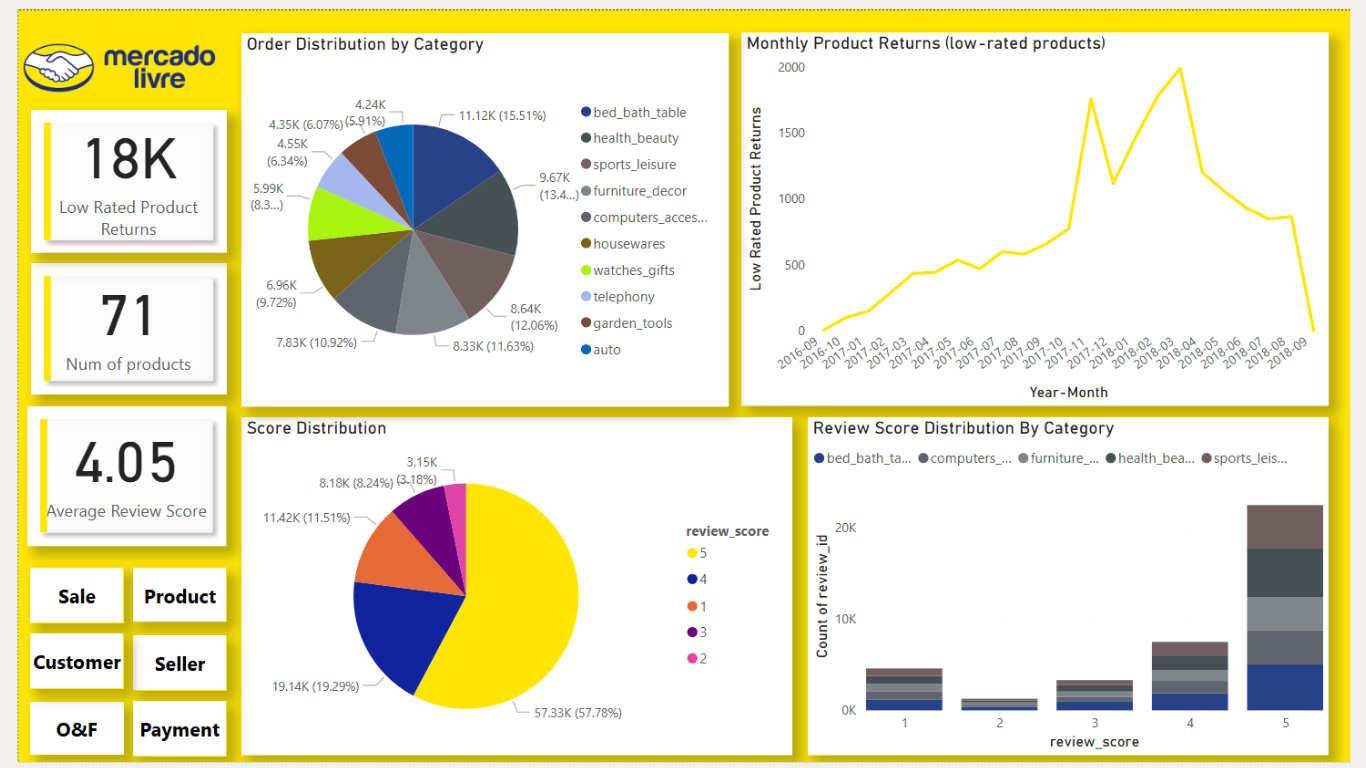 mercado
livre
18K
Low Rated Product
Returns
71
Num of products
4.05
Average Review Score
Sale
Product
Customer
Seller
O&F
Payment
Order Distribution by Category
11.12K (15.51%)
9.67K
(13.4...)
8.64K
(12.06%)
8.33K (11.63%)
7.83K (10.92%)
6.96K
(9.72%)
5.99K
(8.3...)
4.55K
(6.34%)
4.35K (6.07%)
4.24K
(5.91%)
bed_bath_table
health_beauty
sports_leisure
furniture_decor
computers_acces...
housewares
watches_gifts
telephony
garden_tools
auto
Monthly Product Returns (low-rated products)
Low Rated Product Returns
2000
1500
1000
500
0
2016-09
2016-10
2017-01
2017-02
2017-03
2017-04
2017-05
2017-06
2017-07
2017-08
2017-09
2017-10
2017-11
2017-12
2018-01
2018-02
2018-03
2018-04
2018-05
2018-06
2018-07
2018-08
2018-09
Year-Month
Score Distribution
3.15K
(3.18%)
8.18K (8.24%)
11.42K (11.51%)
19.14K (19.29%)
57.33K (57.78%)
review_score
5
4
1
3
2
Review Score Distribution By Category
bed_bath_ta...
computers_...
furniture_...
health_bea...
sports_leis...
Count of review_id
20K
10K
0K
1
2
3
4
5
review_score